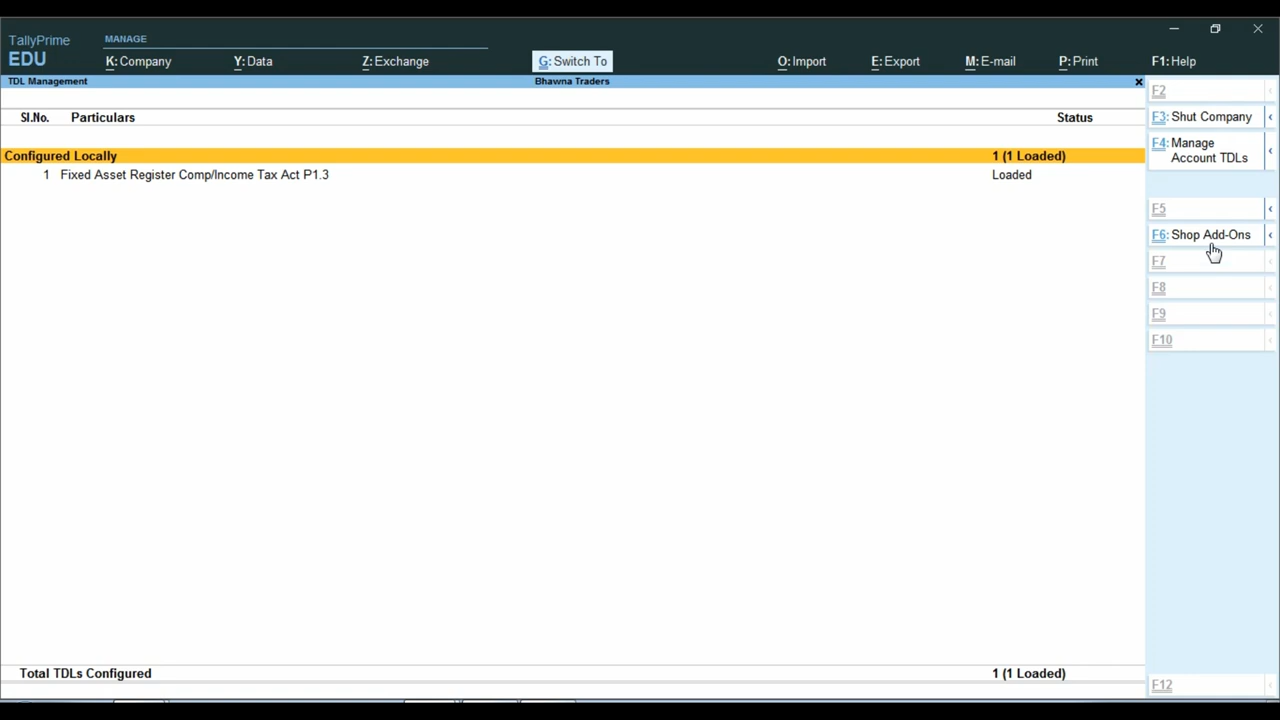 TallyPrime
EDU
MANAGE
K: Company
Y: Data
Z: Exchange
G: Switch To
O: Import
E: Export
M: E-mail
P: Print
F1: Help
TDL Management
Bhawna Traders
Sl.No.
Particulars
Status
Configured Locally
1 (1 Loaded)
1 Fixed Asset Register Comp/Income Tax Act P1.3
Loaded
Total TDLs Configured
1 (1 Loaded)
F2
F3: Shut Company
F4: Manage
Account TDLs
F5
F6: Shop Add-Ons
F7
F8
F9
F10
F12